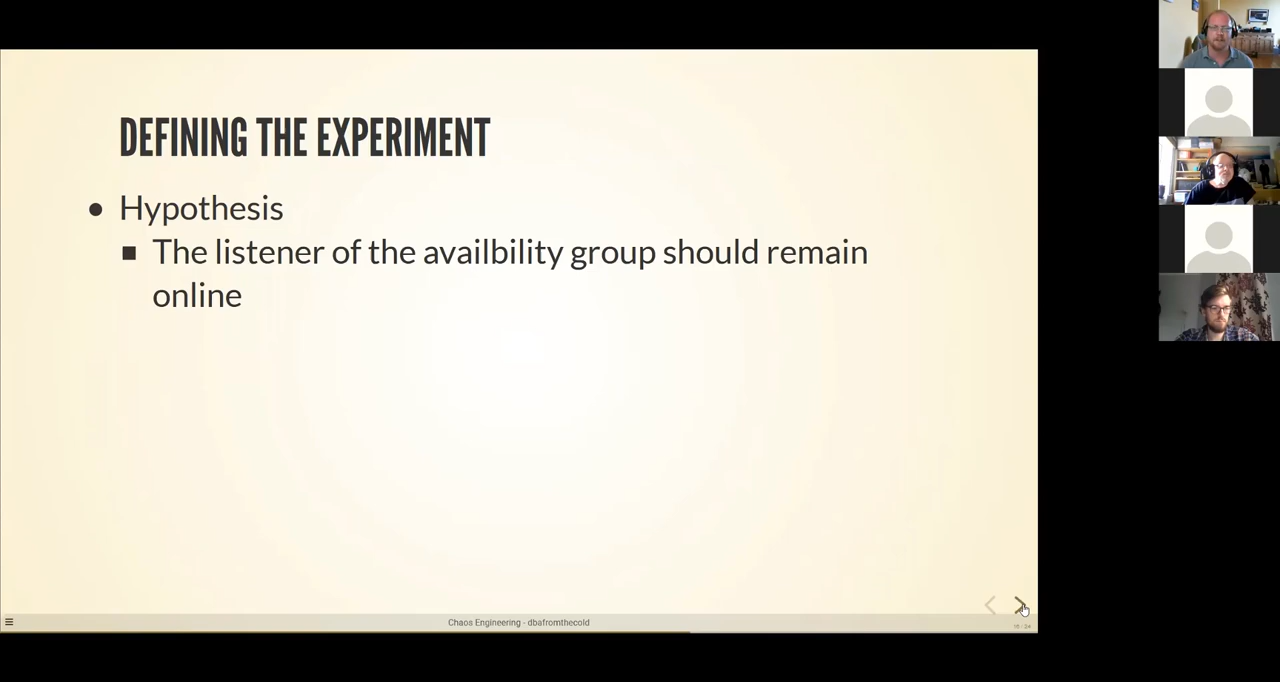 DEFINING THE EXPERIMENT
Hypothesis
The listener of the availbility group should remain
online
Chaos Engineering - dbafromthecold